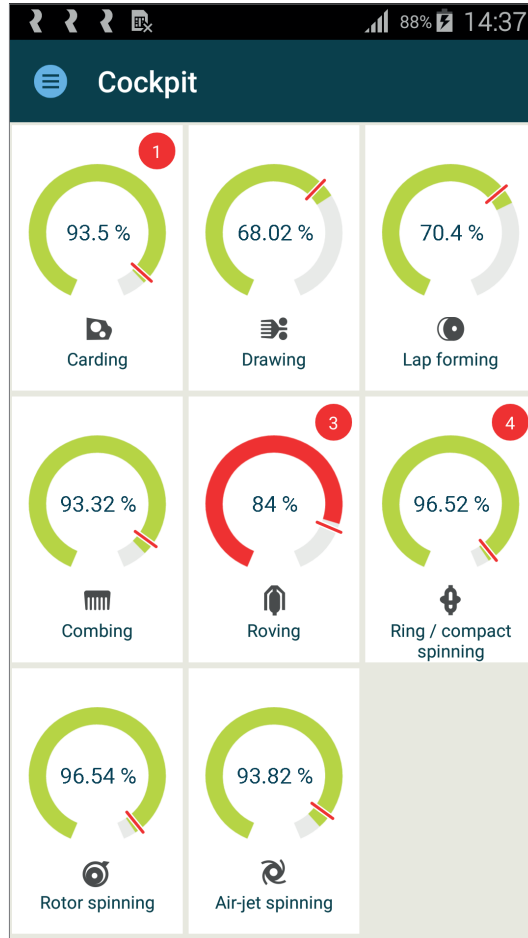 88% 14:37
Cockpit
1
93.5 %
Carding
68.02 %
Drawing
70.4 %
Lap forming
93.32 %
Combing
3
84 %
Roving
4
96.52 %
Ring / compact
spinning
96.54 %
Rotor spinning
93.82 %
Air-jet spinning